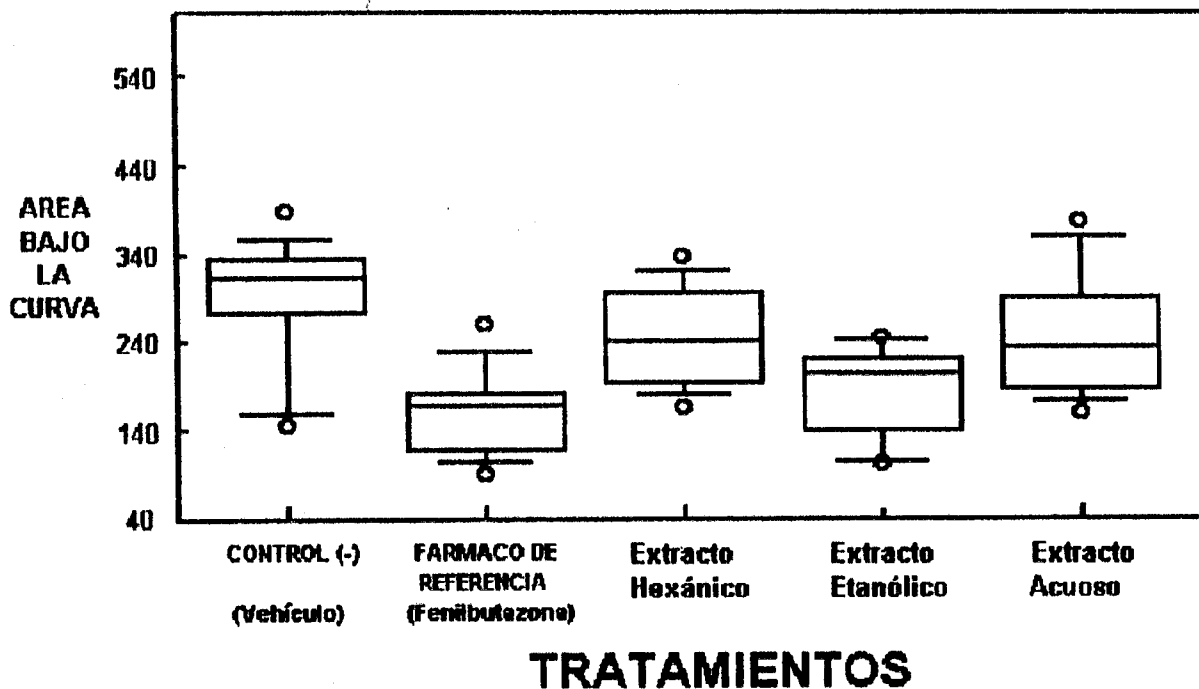 540
440
340
240
140
40
AREA
BAJO
LA
CURVA
CONTROL (-)
(Vehículo)
FARMACO DE
REFERENCIA
(Fenilbutazona)
Extracto
Hexánico
Extracto
Etanólico
Extracto
Acuoso
TRATAMIENTOS